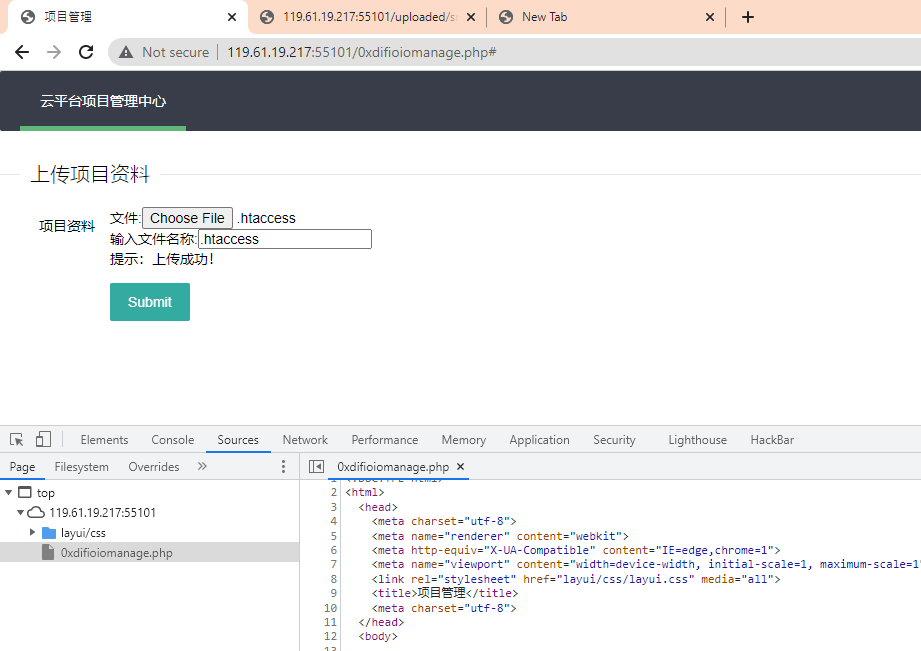 项目管理
119.61.19.217:55101/uploaded/s
New Tab
Not secure
119.61.19.217:55101/0xdifioiomanage.php#
云平台项目管理中心
上传项目资料
项目资料
文件: Choose File .htaccess
输入文件名称: .htaccess
提示：上传成功！
Submit
Elements Console Sources Network Performance Memory Application Security Lighthouse HackBar
Page Filesystem Overrides »
0xdifioiomanage.php
top
119.61.19.217:55101
layui/css
0xdifioiomanage.php
2 <html>
3 <head>
4 <meta charset="utf-8">
5 <meta name="renderer" content="webkit">
6 <meta http-equiv="X-UA-Compatible" content="IE=edge,chrome=1">
7 <meta name="viewport" content="width=device-width, initial-scale=1, maximum-scale=1"
8 <link rel="stylesheet" href="layui/css/layui.css" media="all">
9 <title>项目管理</title>
10 <meta charset="utf-8">
11 </head>
12 <body>